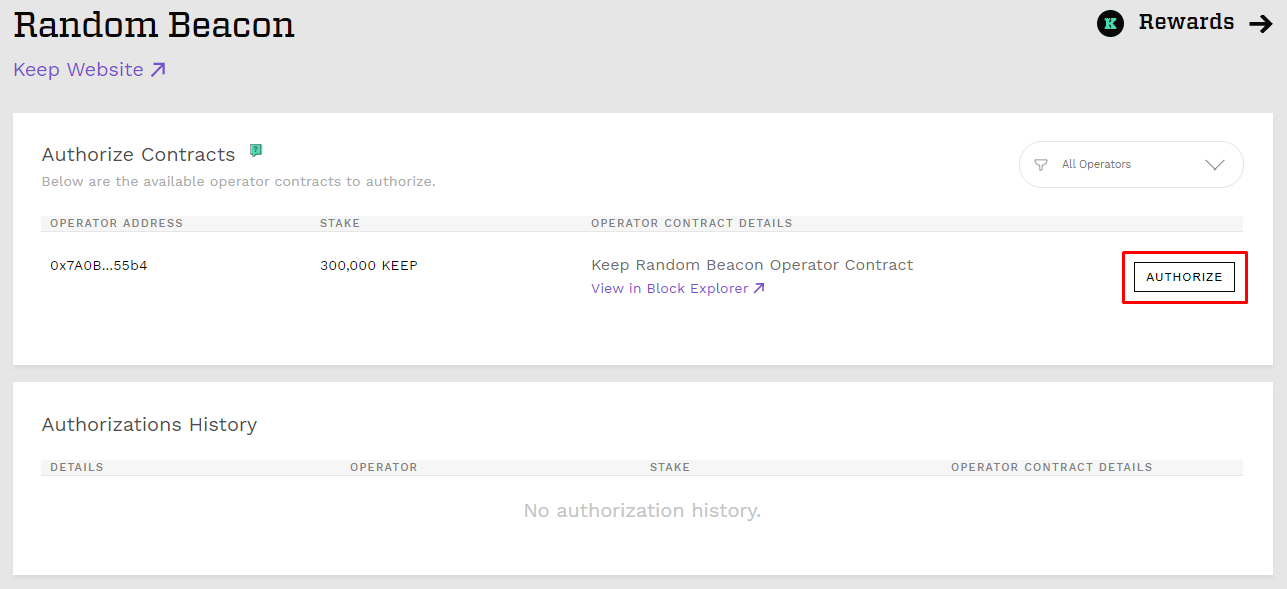 Random Beacon
Rewards
Keep Website
Authorize Contracts
Below are the available operator contracts to authorize.
All Operators
OPERATOR ADDRESS STAKE OPERATOR CONTRACT DETAILS
0x7A0B...55b4 300,000 KEEP Keep Random Beacon Operator Contract
View in Block Explorer
AUTHORIZE
Authorizations History
DETAILS OPERATOR STAKE OPERATOR CONTRACT DETAILS
No authorization history.